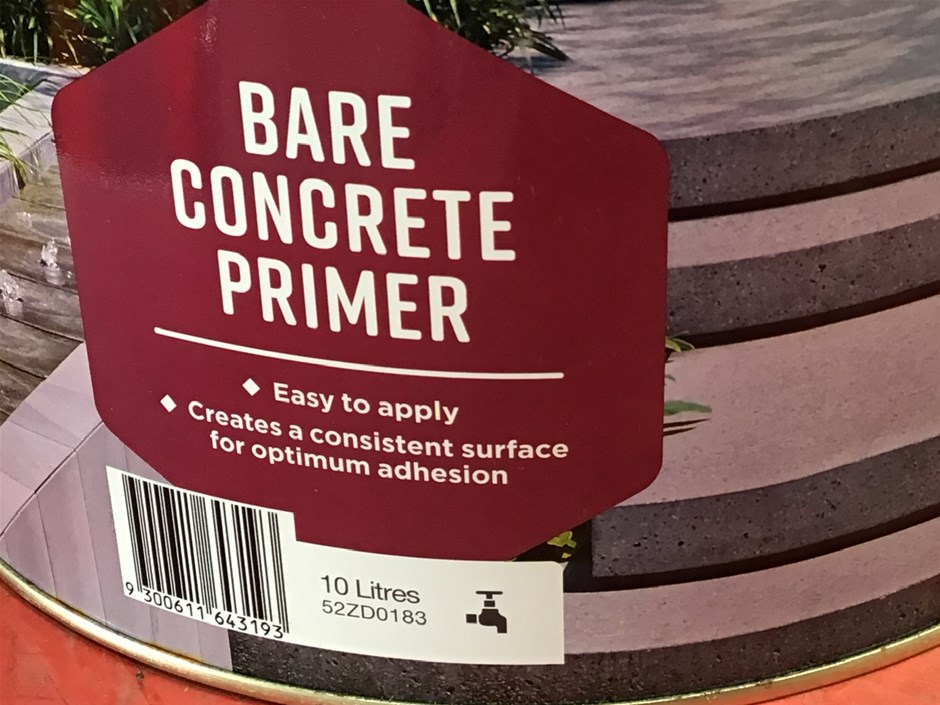 BARE
CONCRETE
PRIMER
◆ Easy to apply
◆ Creates a consistent surface
for optimum adhesion
9 300611 643193
10 Litres
52ZD0183